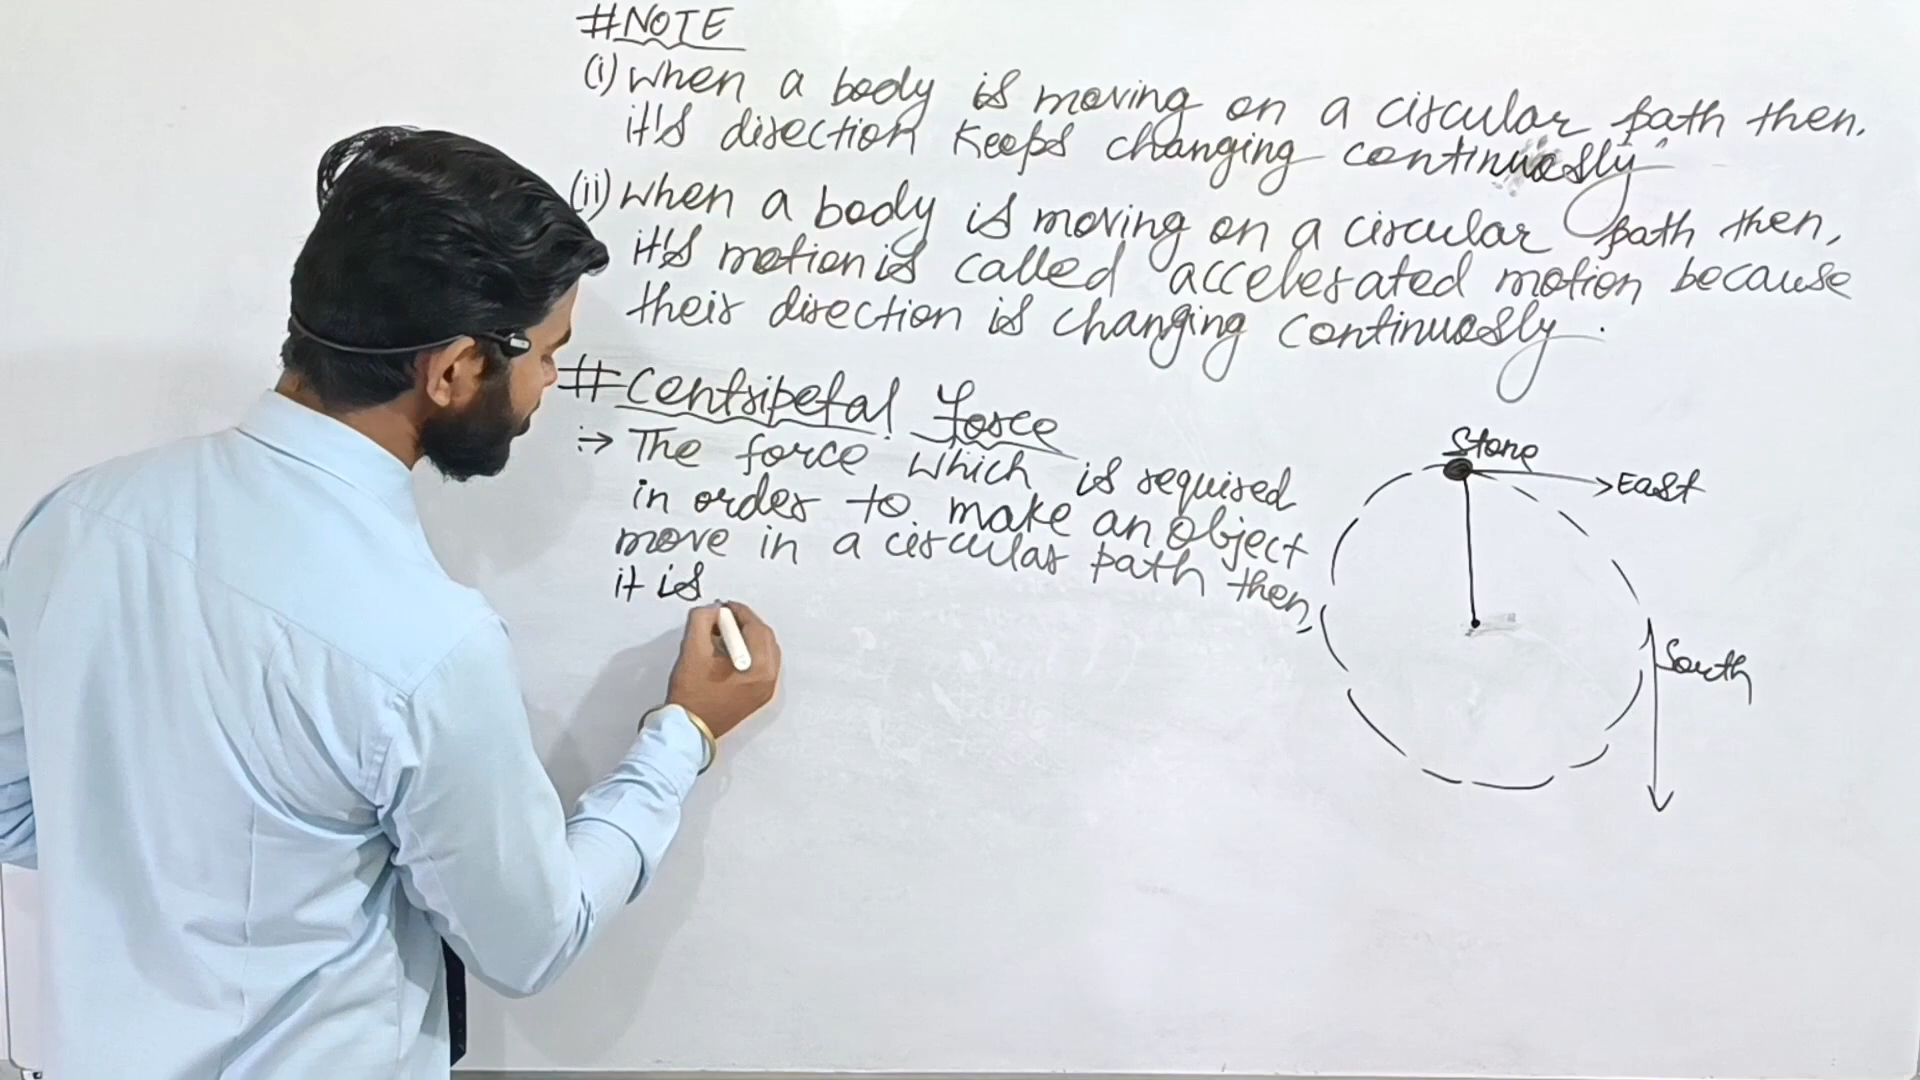 #NOTE
(i) When a body is moving on a circular path then.
it's direction keeps changing continuously
(ii) When a body is moving on a circular path then,
it's motion is called accelerated motion because
their direction is changing continuously.
# Centripetal force
:→ The force which is required
in order to make an object
move in a circular path then,
it is
Stone
East
South